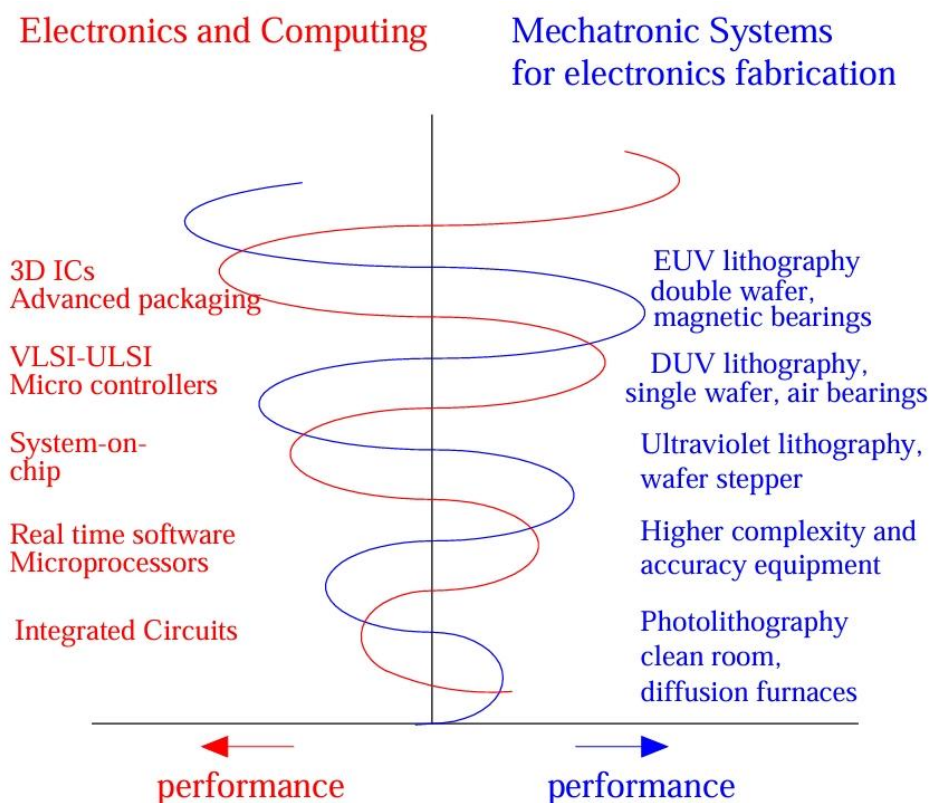 Electronics and Computing
Mechatronic Systems
for electronics fabrication
3D ICs
Advanced packaging
VLSI-ULSI
Micro controllers
System-on-
chip
Real time software
Microprocessors
Integrated Circuits
EUV lithography
double wafer,
magnetic bearings
DUV lithography,
single wafer, air bearings
Ultraviolet lithography,
wafer stepper
Higher complexity and
accuracy equipment
Photolithography
clean room,
diffusion furnaces
performance
performance